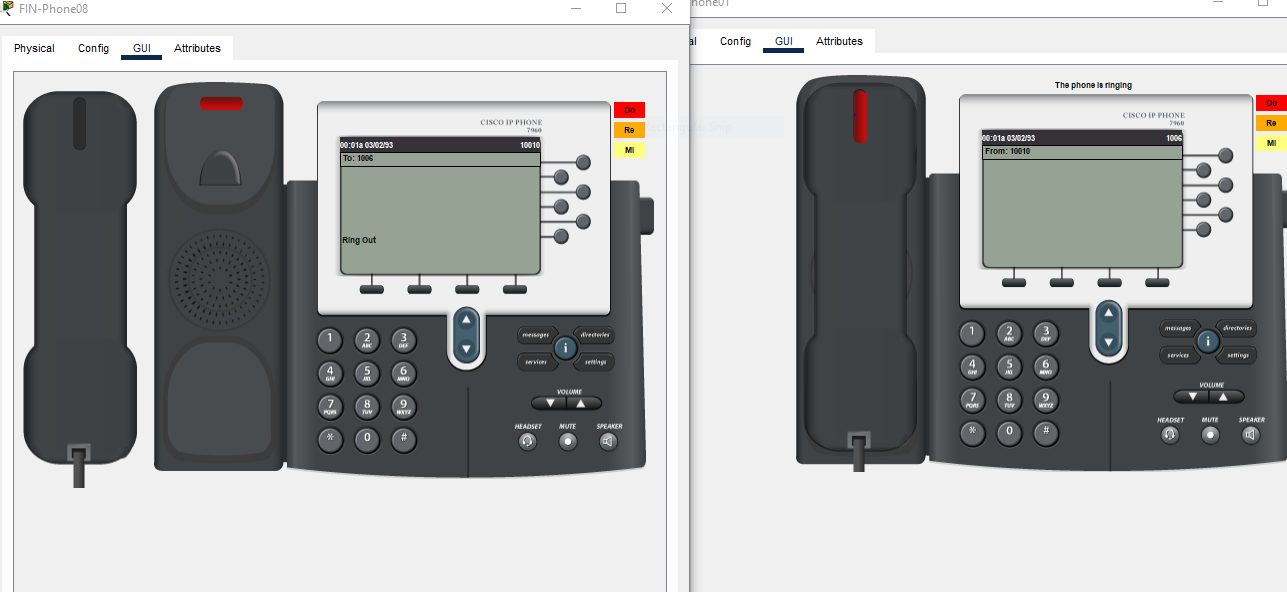 FIN-Phone08
Physical Config GUI Attributes
CISCO IP PHONE
7960
00:01a 03/02/93 10010
To: 1006
Ring Out
Do
Re
MI
1
2 ABC
3 DEF
4 GHI
5 JKL
6 MNO
7 PQRS
8 TUV
9 WXYZ
*
0
#
messages
directories
i
services
settings
VOLUME
HEADSET MUTE SPEAKER
hone01
al Config GUI Attributes
The phone is ringing
CISCO IP PHONE
7960
00:01a 03/02/93 1006
From: 10010
Do
Re
MI
1
2 ABC
3 DEF
4 GHI
5 JKL
6 MNO
7 PQRS
8 TUV
9 WXYZ
*
0
#
messages
directories
i
services
settings
VOLUME
HEADSET MUTE SPEAKER